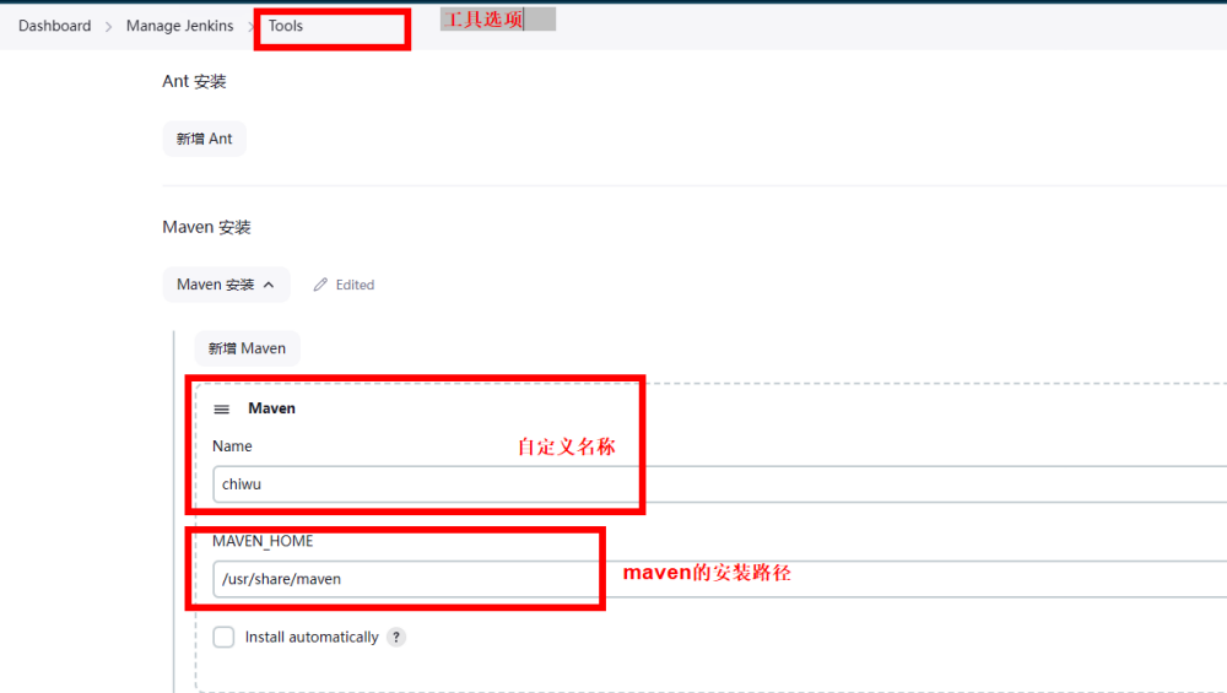 Dashboard > Manage Jenkins > Tools 工具选项
Ant 安装
新增 Ant
Maven 安装
Maven 安装 Edited
新增 Maven
Maven
Name 自定义名称
chiwu
MAVEN_HOME
/usr/share/maven maven的安装路径
Install automatically ?